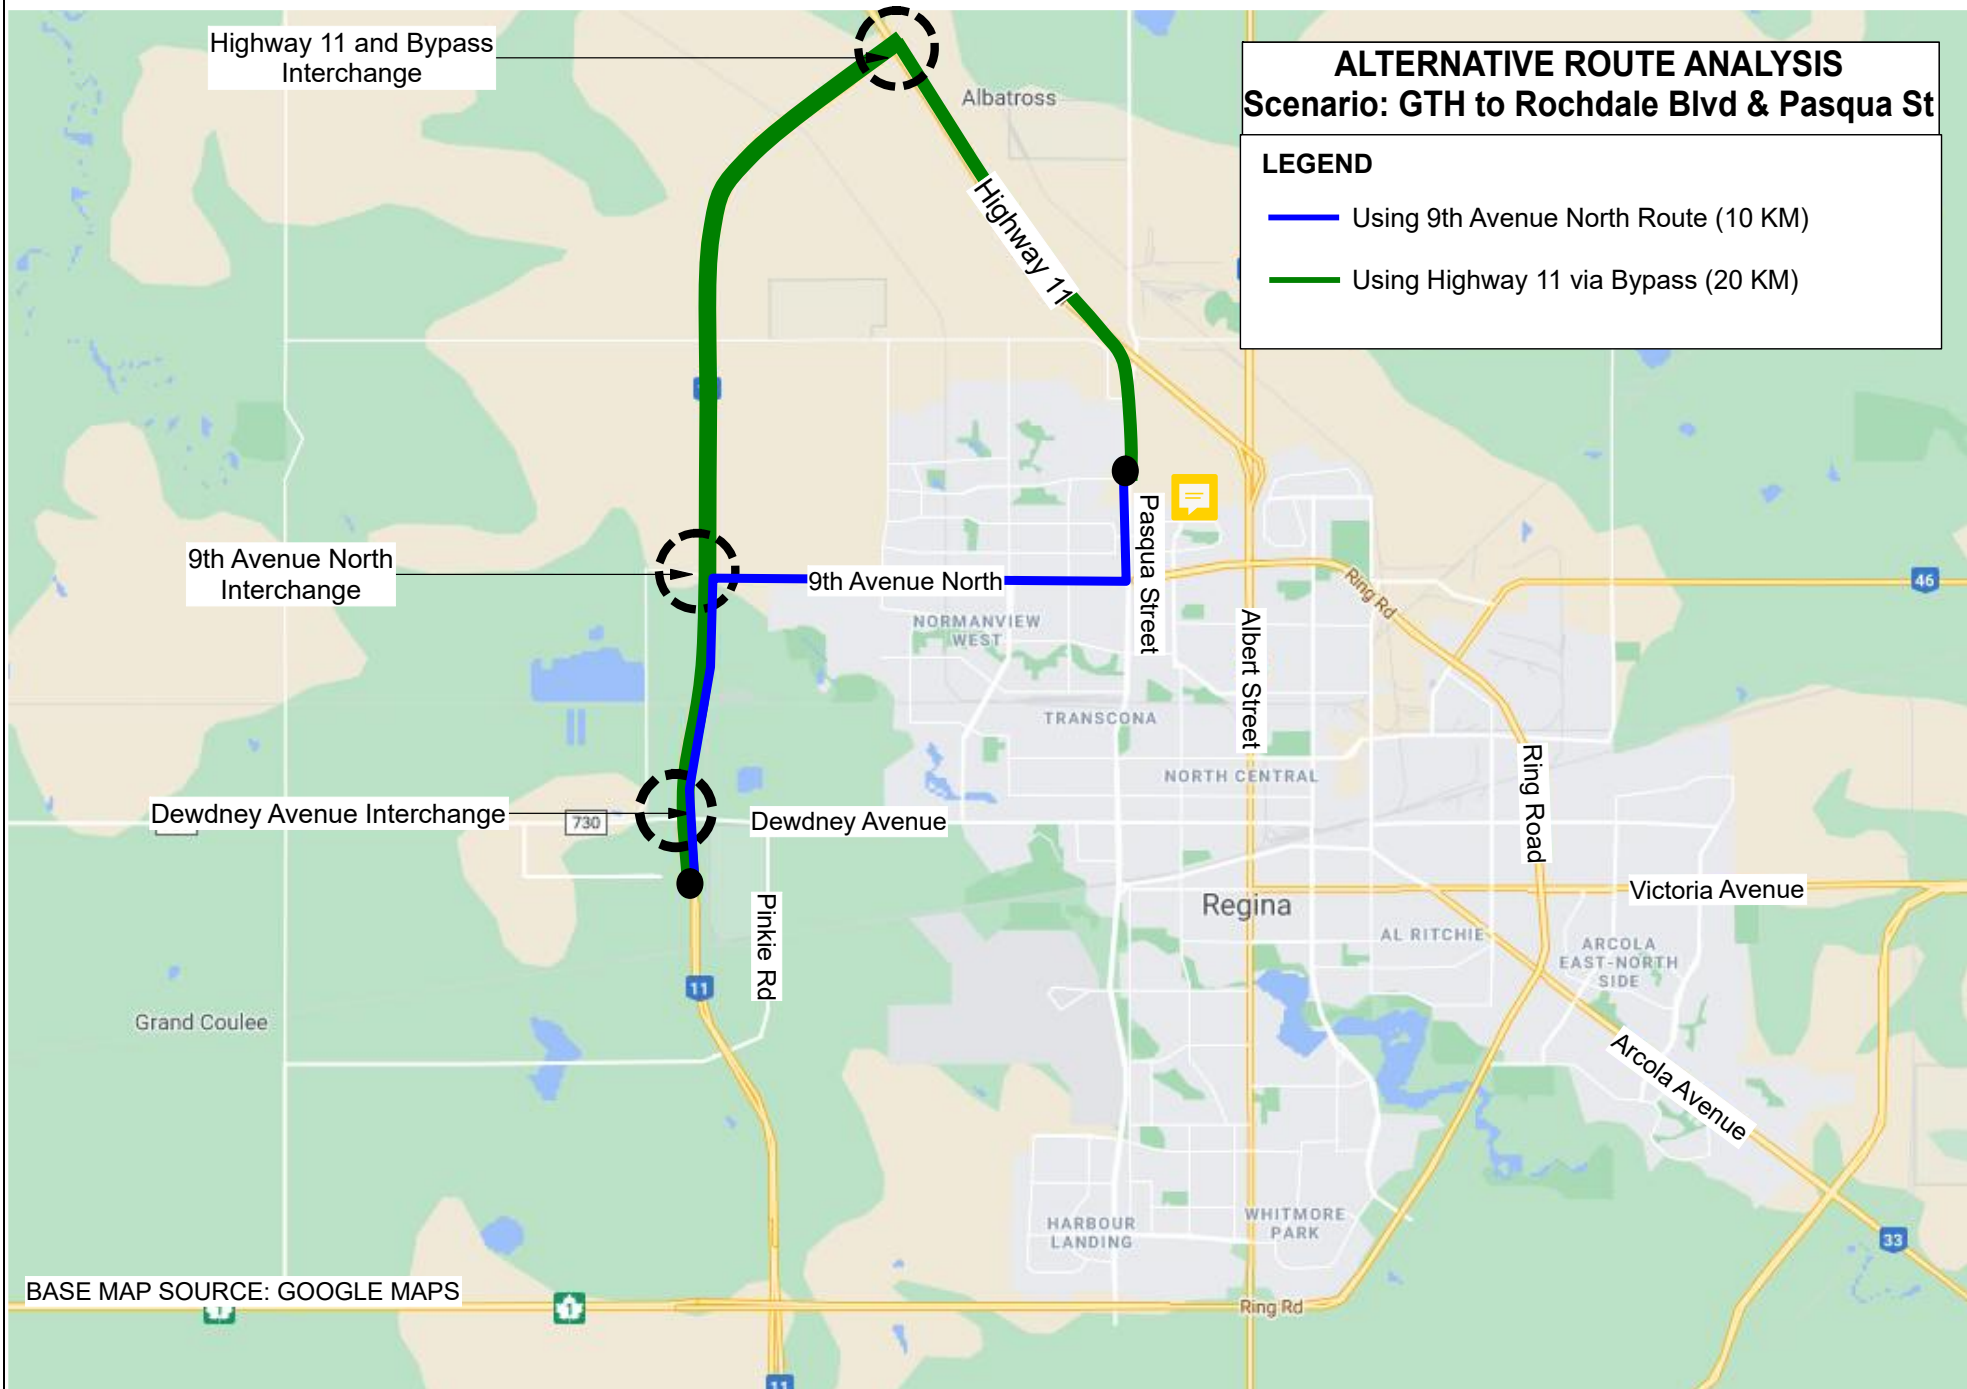 Highway 11 and Bypass
Interchange
ALTERNATIVE ROUTE ANALYSIS
Scenario: GTH to Rochdale Blvd & Pasqua St
LEGEND
Using 9th Avenue North Route (10 KM)
Using Highway 11 via Bypass (20 KM)
Albatross
Highway 11
9th Avenue North
Interchange
9th Avenue North
Pasqua Street
Ring Rd
46
NORMANVIEW
WEST
Albert Street
TRANSCONA
NORTH CENTRAL
Ring Road
Dewdney Avenue Interchange
730
Dewdney Avenue
Pinkie Rd
Regina
Victoria Avenue
AL RITCHIE
ARCOLA
EAST-NORTH
SIDE
11
Grand Coulee
Arcola Avenue
HARBOUR
LANDING
WHITMORE
PARK
33
BASE MAP SOURCE: GOOGLE MAPS
1
1
Ring Rd
11